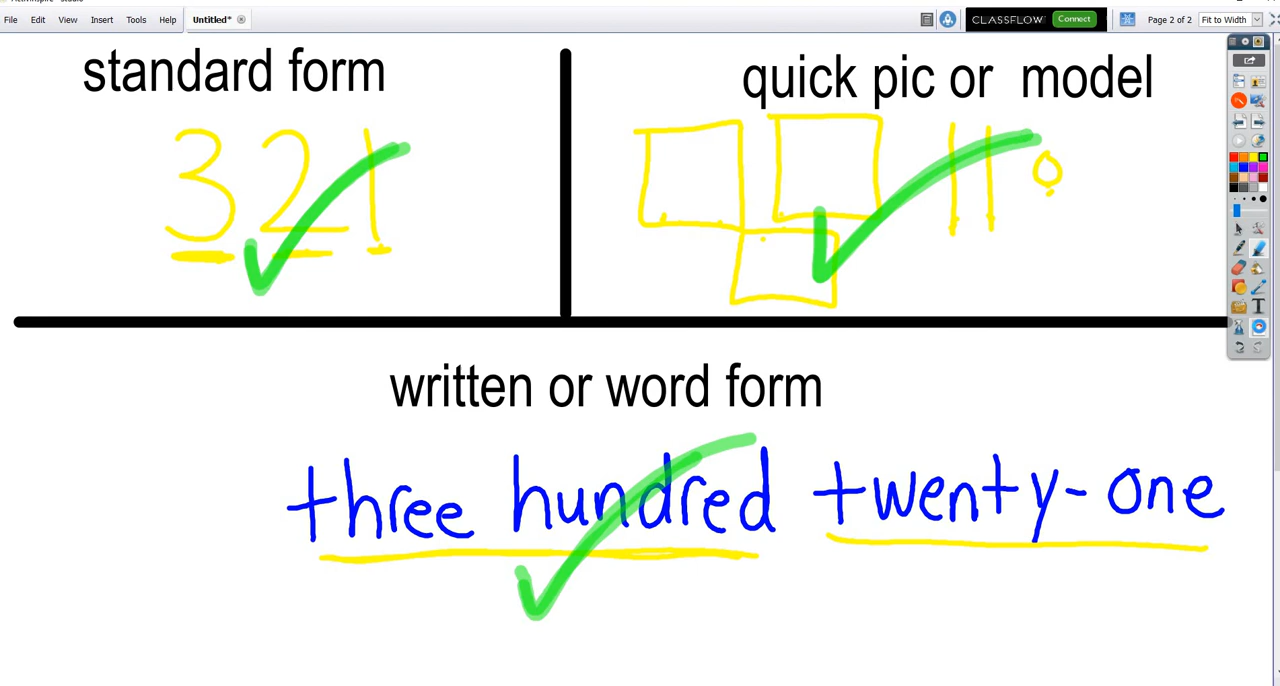 File Edit View Insert Tools Help Untitled* CLASSFLOW Connect Page 2 of 2 Fit to Width
standard form
321
quick pic or model
written or word form
three hundred twenty-one